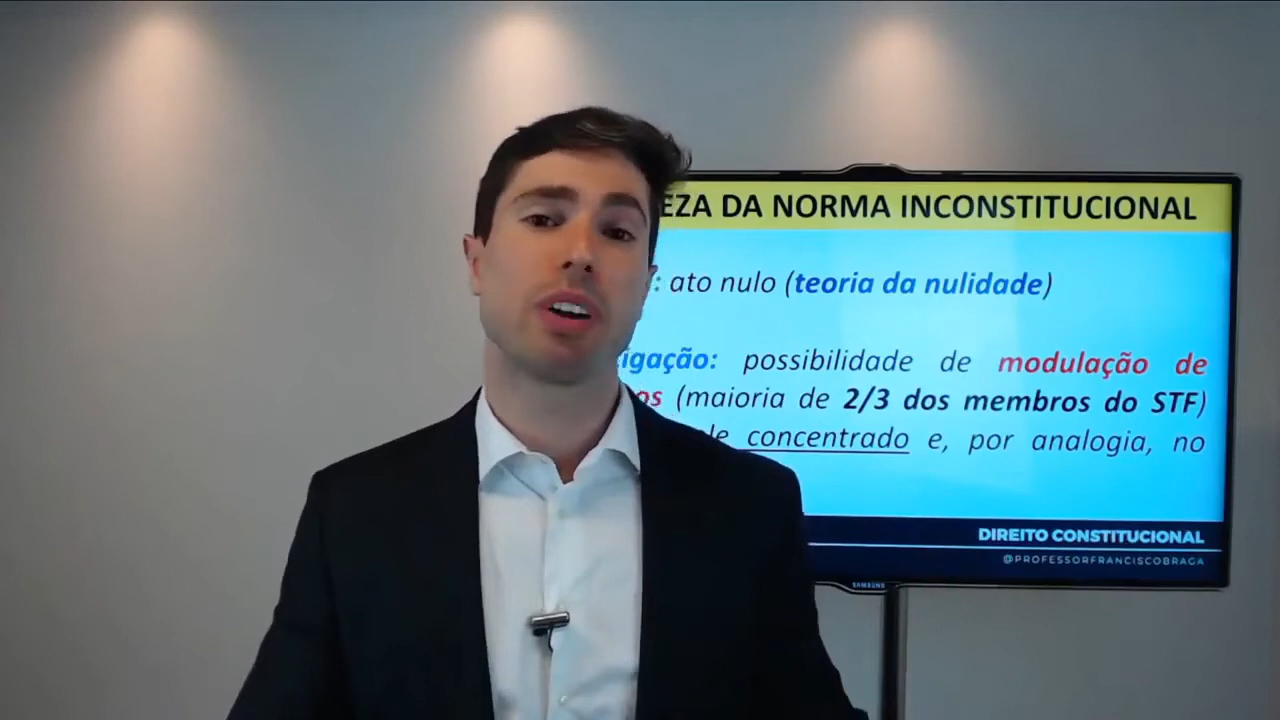 EZA DA NORMA INCONSTITUCIONAL
: ato nulo (teoria da nulidade)
igação: possibilidade de modulação de
os (maioria de 2/3 dos membros do STF)
le concentrado e, por analogia, no
DIREITO CONSTITUCIONAL
@PROFESSORFRANCISCOBRAGA
SAMSUNG